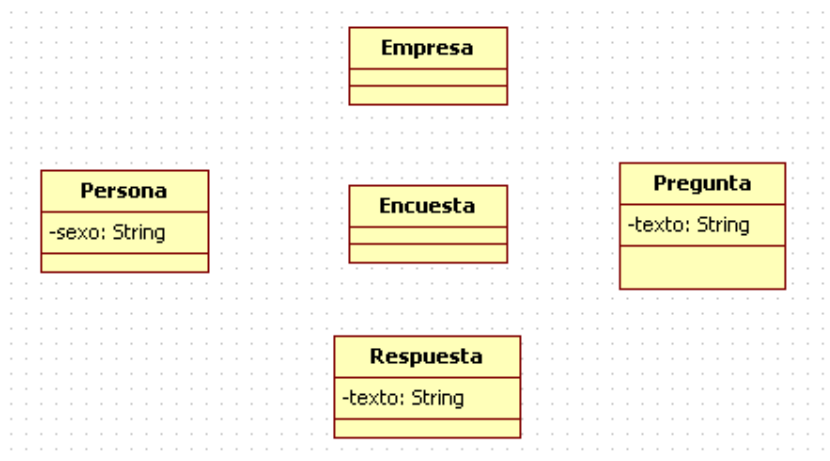 Empresa
Persona
-sexo: String
Encuesta
Pregunta
-texto: String
Respuesta
-texto: String